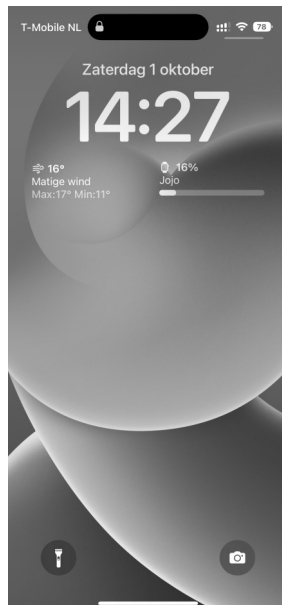 T-Mobile NL
78
Zaterdag 1 oktober
14:27
16°
16%
Matige wind
Jojo
Max:17° Min:11°